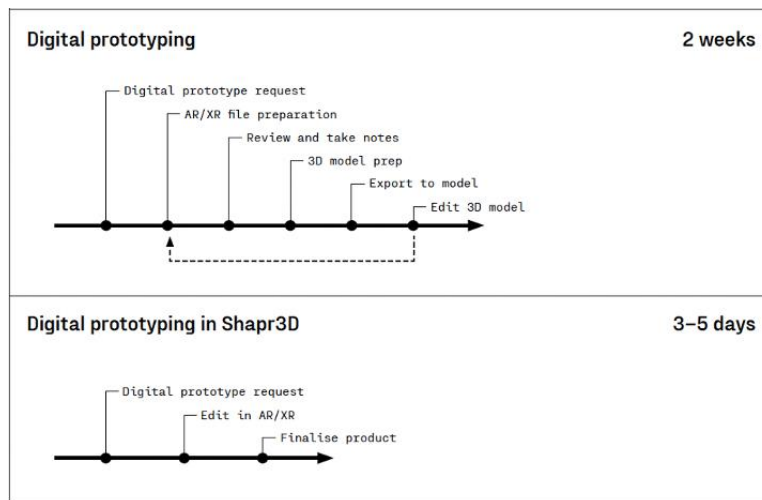 Digital prototyping
2 weeks
Digital prototype request
AR/XR file preparation
Review and take notes
3D model prep
Export to model
Edit 3D model
Digital prototyping in Shapr3D
3–5 days
Digital prototype request
Edit in AR/XR
Finalise product